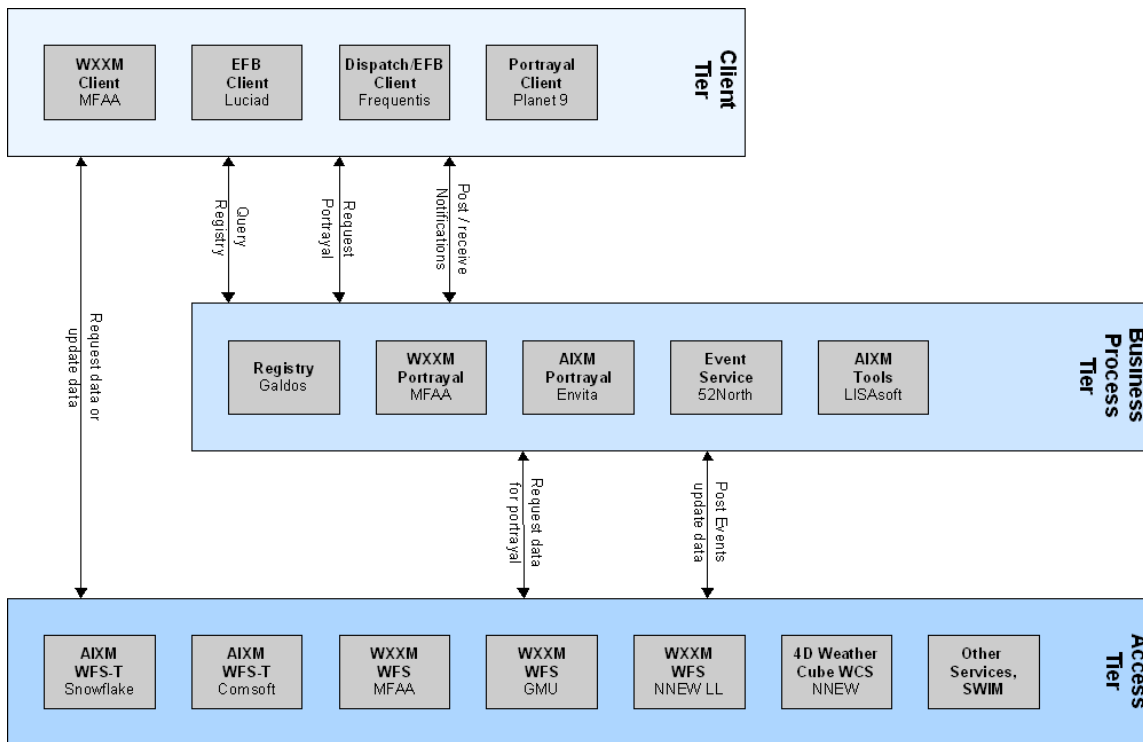 WXXM
Client
MFAA
EFB
Client
Luciad
Dispatch/EFB
Client
Frequentis
Portrayal
Client
Planet 9
Client
Tier
Request data or
update data
Query
Registry
Request
Portrayal
Post / receive
Notifications
Registry
Galdos
WXXM
Portrayal
MFAA
AIXM
Portrayal
Envita
Event
Service
52North
AIXM
Tools
LISAsoft
Business
Process
Tier
Request data
for portrayal
Post Events
update data
AIXM
WFS-T
Snowflake
AIXM
WFS-T
Comsoft
WXXM
WFS
MFAA
WXXM
WFS
GMU
WXXM
WFS
NNEW LL
4D Weather
Cube WCS
NNEW
Other
Services,
SWIM
Access
Tier